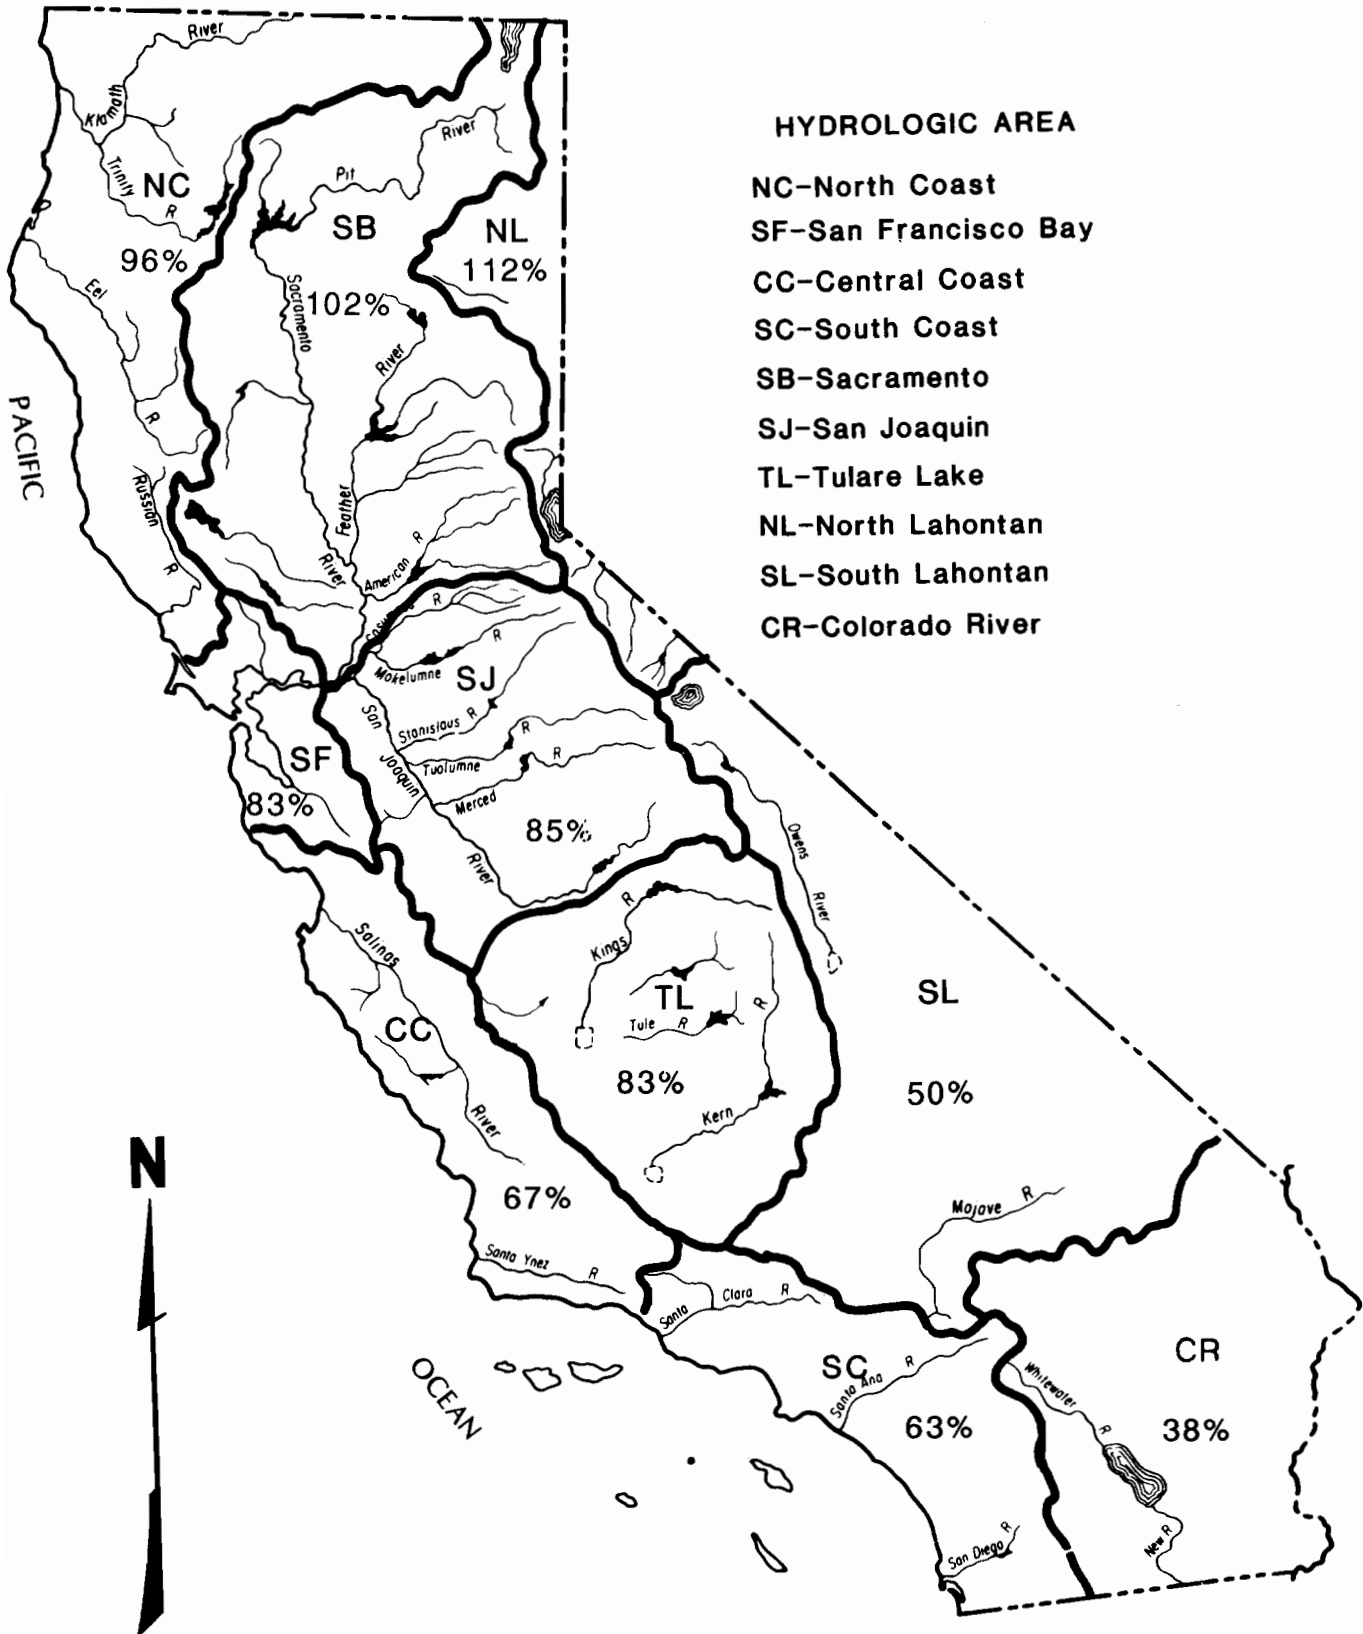 River
Klamath
Trinity
R
NC
96%
Pit
River
SB
102%
NL
112%
Sacramento
River
Eel
R
Russian
R
Feather
River
American
R
R
Mokelumne
R
SJ
San
Joaquin
River
Stanislaus R
Tuolumne
R
Merced
R
85%
SF
83%
PACIFIC
HYDROLOGIC AREA
NC-North Coast
SF-San Francisco Bay
CC-Central Coast
SC-South Coast
SB-Sacramento
SJ-San Joaquin
TL-Tulare Lake
NL-North Lahontan
SL-South Lahontan
CR-Colorado River
Owens
River
Kings
R
TL
Tule R
R
83%
Kern
SL
50%
Salinas
CC
River
67%
N
Santa Ynez R
Santa
Clara R
Mojave R
OCEAN
SC
Santa Ana R
63%
CR
38%
Whitewater
R
New R
San Diego R